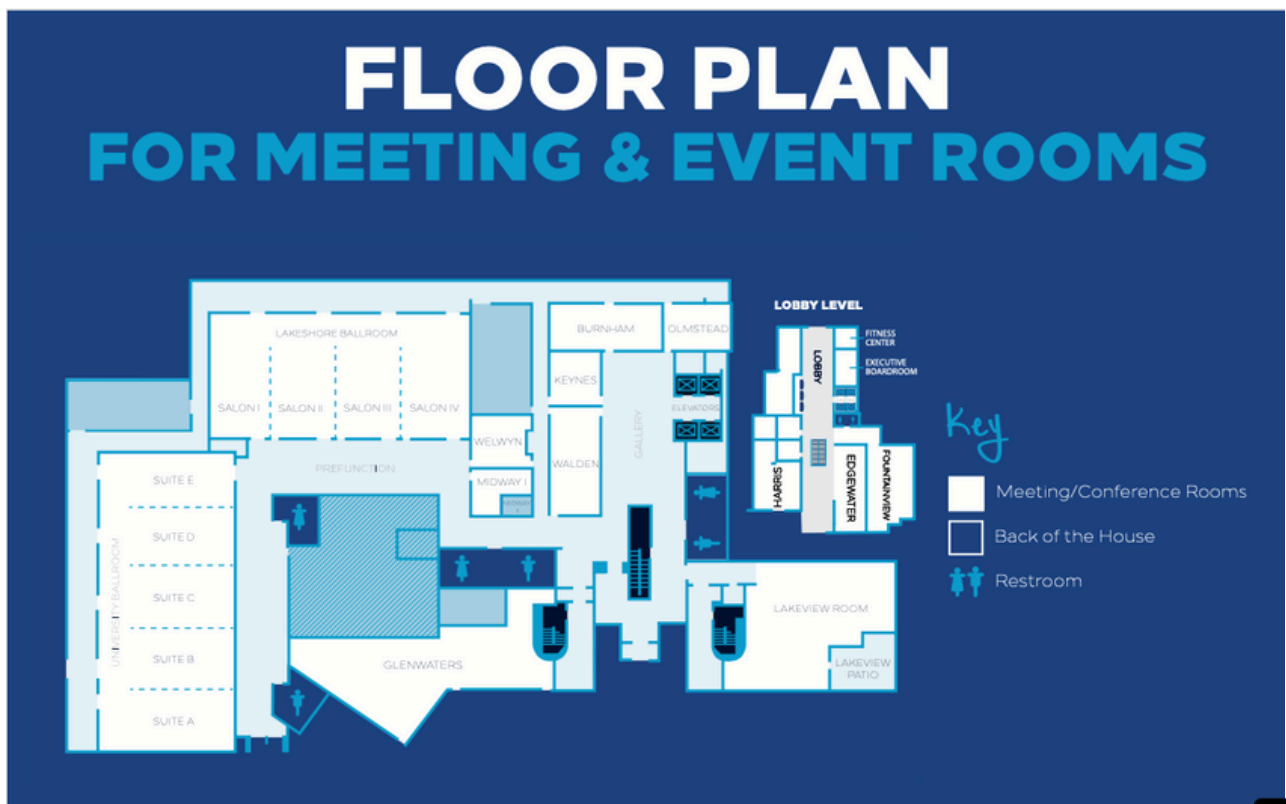 FLOOR PLAN
FOR MEETING & EVENT ROOMS
LAKESHORE BALLROOM
SALON I
SALON II
SALON III
SALON IV
BURNHAM
OLMSTEAD
KEYNES
ELEVATORS
GALLERY
WELWYN
WALDEN
MIDWAY I
PREFUNCTION
UNIVERSITY BALLROOM
SUITE E
SUITE D
SUITE C
SUITE B
SUITE A
GLENWATERS
LAKEVIEW ROOM
LAKEVIEW
PATIO
LOBBY LEVEL
LOBBY
FITNESS
CENTER
EXECUTIVE
BOARDROOM
HARRIS
EDGEWATER
FOUNTAINVIEW
Key
Meeting/Conference Rooms
Back of the House
Restroom